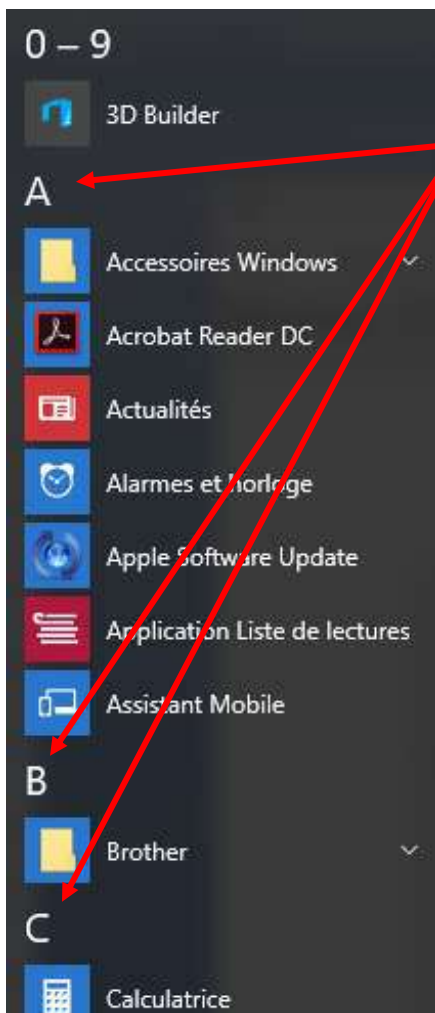 0 – 9
3D Builder
A
Accessoires Windows
Acrobat Reader DC
Actualités
Alarmes et horloge
Apple Software Update
Application Liste de lectures
Assistant Mobile
B
Brother
C
Calculatrice